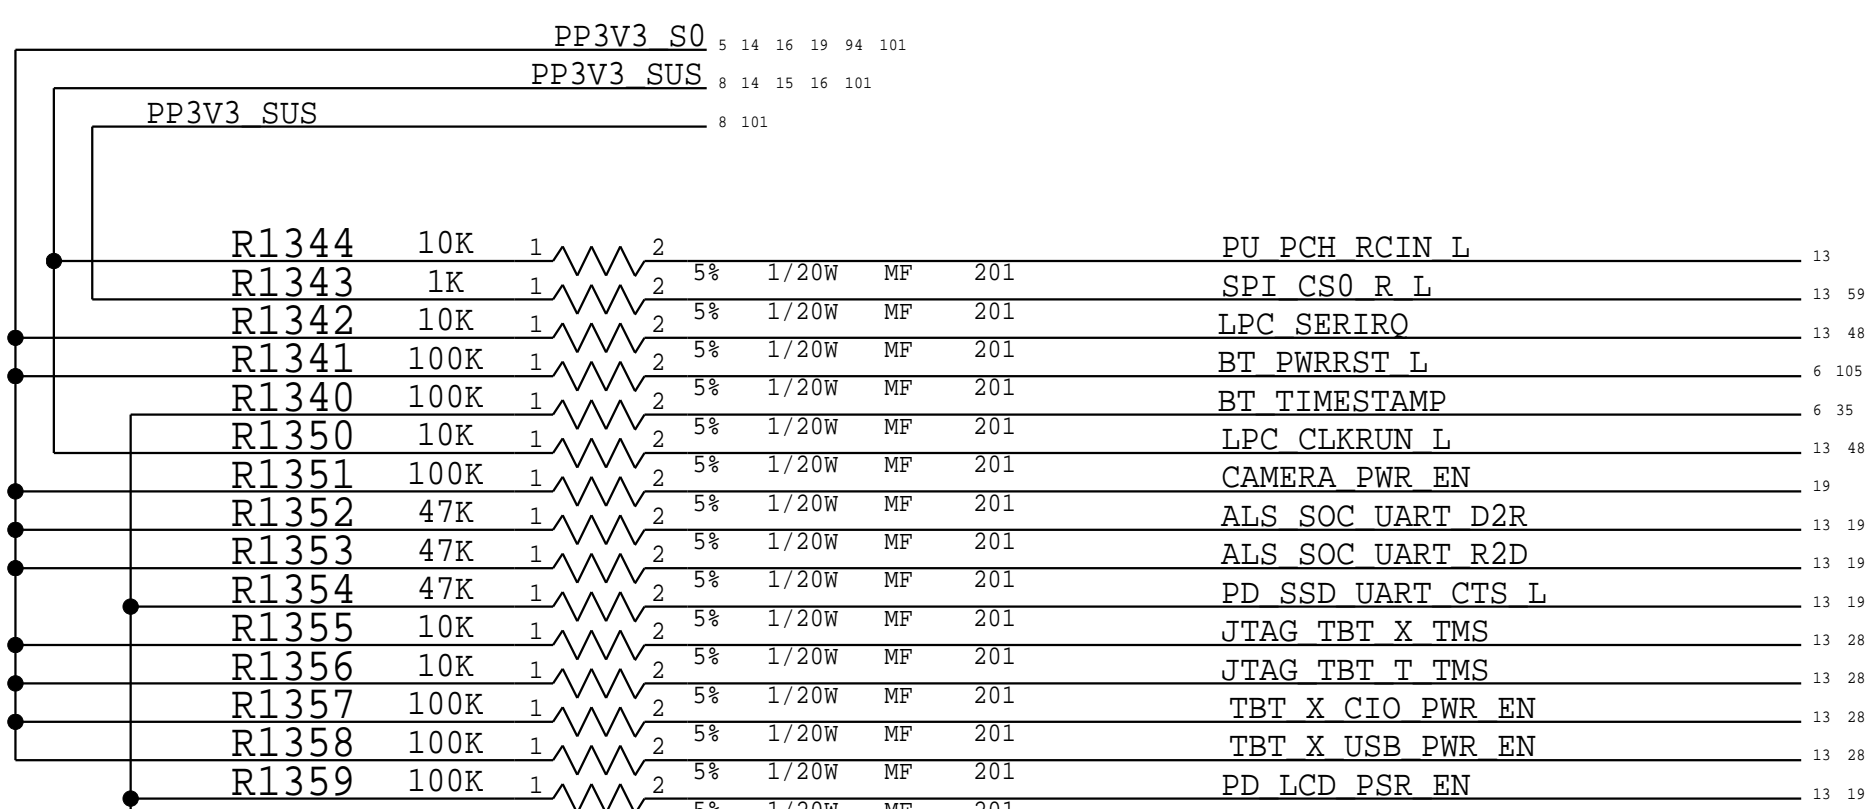 PP3V3_S0 5 14 16 19 94 101
PP3V3_SUS 8 14 15 16 101
PP3V3_SUS 8 101
R1344 10K 1 2 PU_PCH_RCIN_L 13
5% 1/20W MF 201
R1343 1K 1 2 SPI_CS0_R_L 13 59
5% 1/20W MF 201
R1342 10K 1 2 LPC_SERIRQ 13 48
5% 1/20W MF 201
R1341 100K 1 2 BT_PWRRST_L 6 105
5% 1/20W MF 201
R1340 100K 1 2 BT_TIMESTAMP 6 35
5% 1/20W MF 201
R1350 10K 1 2 LPC_CLKRUN_L 13 48
5% 1/20W MF 201
R1351 100K 1 2 CAMERA_PWR_EN 19
5% 1/20W MF 201
R1352 47K 1 2 ALS_SOC_UART_D2R 13 19
5% 1/20W MF 201
R1353 47K 1 2 ALS_SOC_UART_R2D 13 19
5% 1/20W MF 201
R1354 47K 1 2 PD_SSD_UART_CTS_L 13 19
5% 1/20W MF 201
R1355 10K 1 2 JTAG_TBT_X_TMS 13 28
5% 1/20W MF 201
R1356 10K 1 2 JTAG_TBT_T_TMS 13 28
5% 1/20W MF 201
R1357 100K 1 2 TBT_X_CIO_PWR_EN 13 28
5% 1/20W MF 201
R1358 100K 1 2 TBT_X_USB_PWR_EN 13 28
5% 1/20W MF 201
R1359 100K 1 2 PD_LCD_PSR_EN 13 19
5% 1/20W MF 201